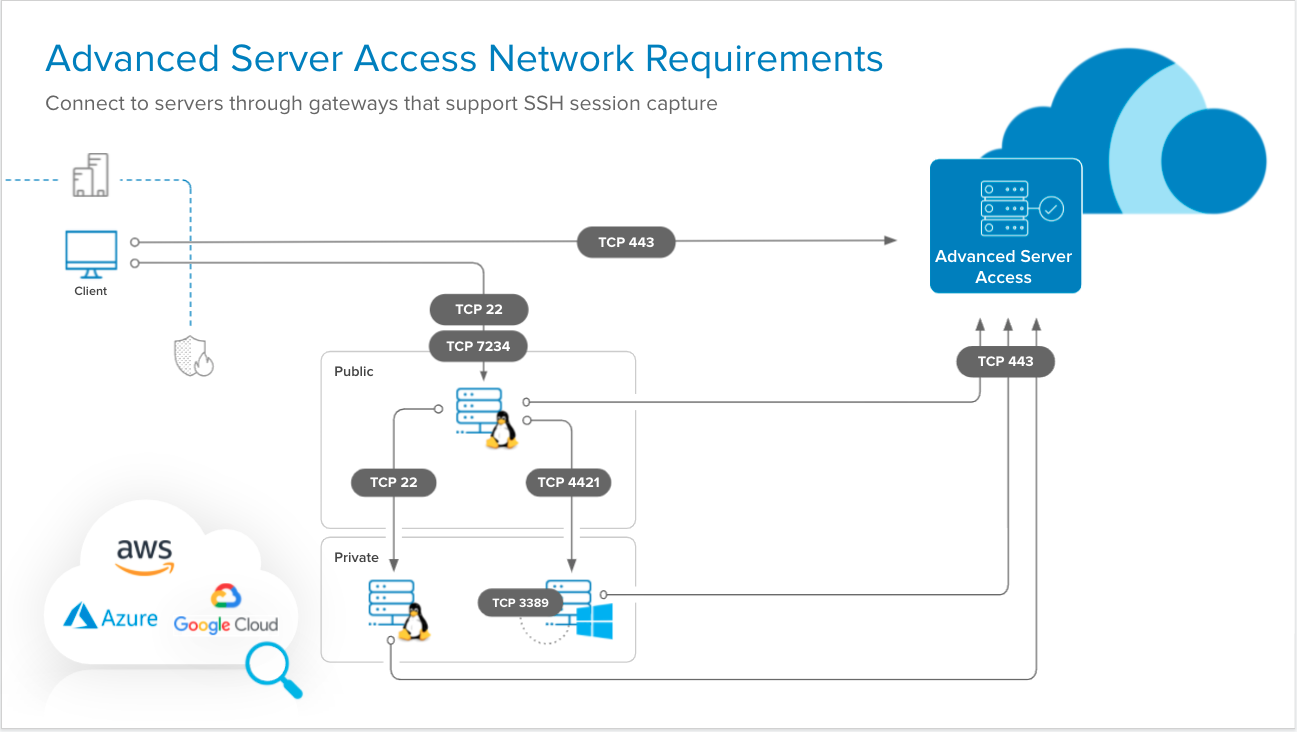 Advanced Server Access Network Requirements
Connect to servers through gateways that support SSH session capture
TCP 443
Advanced Server
Access
Client
TCP 22
TCP 7234
TCP 443
Public
TCP 22
TCP 4421
Private
TCP 3389
aws
Azure
Google Cloud